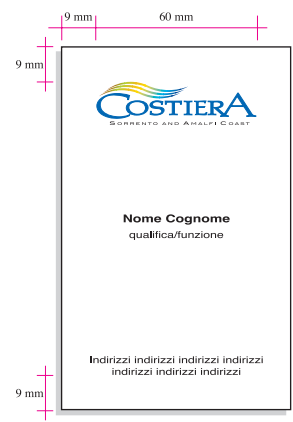 9 mm 60 mm
9 mm
COSTIERA
SORRENTO AND AMALFI COAST
Nome Cognome
qualifica/funzione
Indirizzi indirizzi indirizzi indirizzi
indirizzi indirizzi indirizzi
9 mm